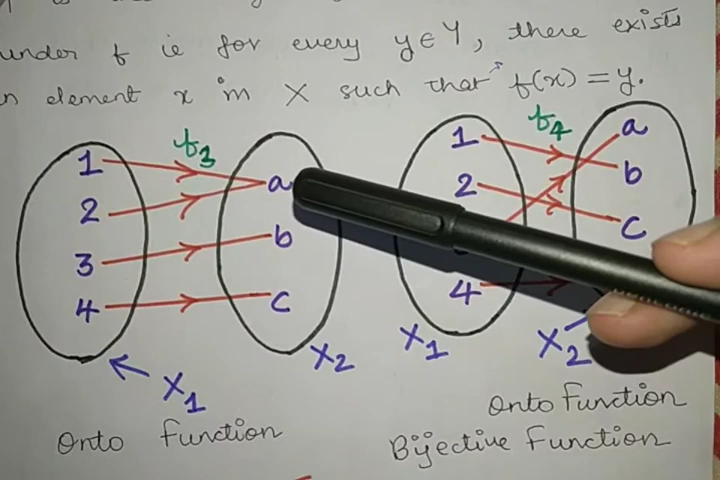 under f ie for every y∈Y, there exists
n element x in X such that f(x) = y.
f3
1
2
3
4
a
b
c
X1
X2
Onto Function
f4
1
2
4
a
b
c
X1
X2
Onto Function
Bijective Function